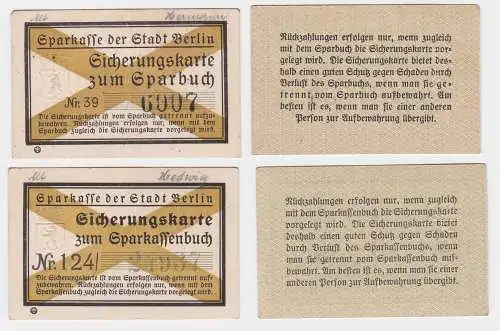 Alt Hermann
Sparkasse der Stadt Berlin
Sicherungskarte
zum Sparbuch
Nr. 39 6007
Die Sicherungskarte ist vom Sparbuch getrennt aufzu-
bewahren. Rückzahlungen erfolgen nur, wenn mit dem
Sparbuch zugleich die Sicherungskarte vorgelegt wird.
Rückzahlungen erfolgen nur, wenn zugleich
mit dem Sparbuch die Sicherungskarte vor-
gelegt wird. Die Sicherungskarte bietet des-
halb einen guten Schutz gegen Schaden durch
Verlust des Sparbuchs, wenn man sie ge-
trennt vom Sparbuch aufbewahrt. Am
besten ist es, wenn man sie einer anderen
Person zur Aufbewahrung übergibt.
Alt Hedwig
Sparkasse der Stadt Berlin
Sicherungskarte
zum Sparkassenbuch
Nr. 124/
Die Sicherungskarte ist vom Sparkassenbuch getrennt auf-
zubewahren. Rückzahlungen erfolgen nur, wenn mit dem
Sparkassenbuch zugleich die Sicherungskarte vorgelegt wird.
Rückzahlungen erfolgen nur, wenn zugleich
mit dem Sparkassenbuch die Sicherungskarte
vorgelegt wird. Die Sicherungskarte bietet
deshalb einen guten Schutz gegen Schaden
durch Verlust des Sparkassenbuchs, wenn
man sie getrennt vom Sparkassenbuch auf-
bewahrt. Am besten ist es, wenn man sie einer
anderen Person zur Aufbewahrung übergibt.